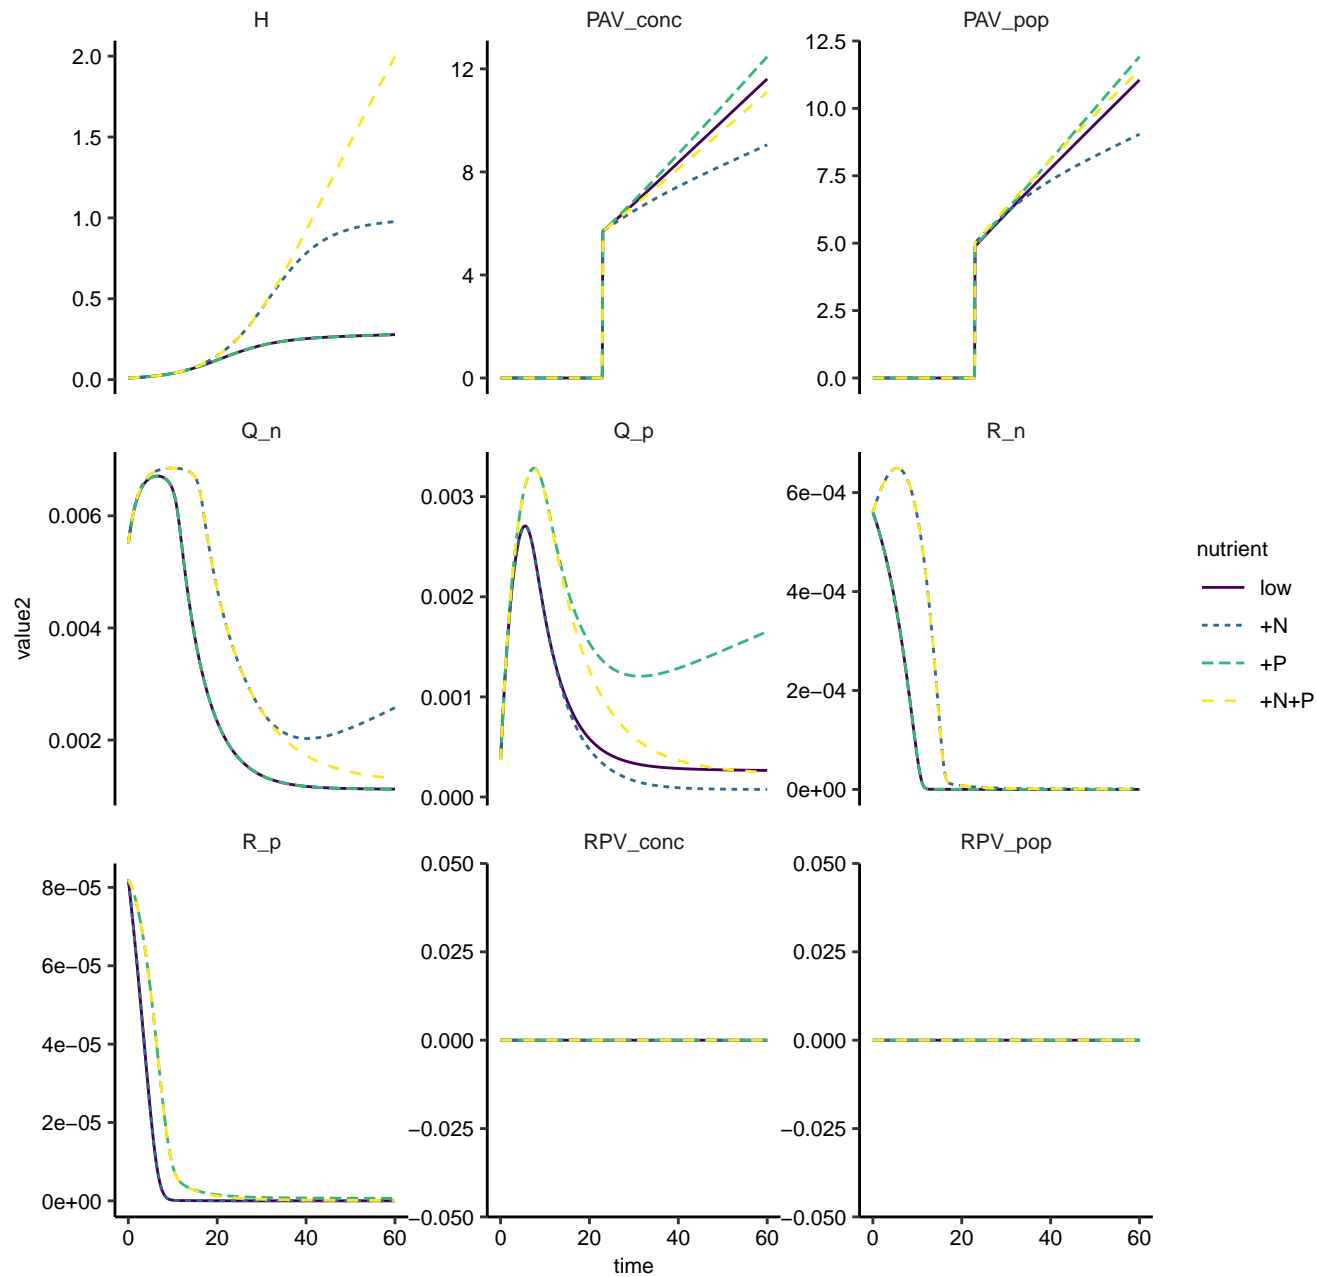 H
PAV_conc
PAV_pop
2.0
1.5
1.0
0.5
0.0
12
8
4
0
12.5
10.0
7.5
5.0
2.5
0.0
Q_n
Q_p
R_n
0.006
0.004
0.002
0.003
0.002
0.001
0.000
6e−04
4e−04
2e−04
0e+00
value2
nutrient
low
+N
+P
+N+P
R_p
RPV_conc
RPV_pop
8e−05
6e−05
4e−05
2e−05
0e+00
0.050
0.025
0.000
−0.025
−0.050
0.050
0.025
0.000
−0.025
−0.050
0 20 40 60
0 20 40 60
0 20 40 60
time